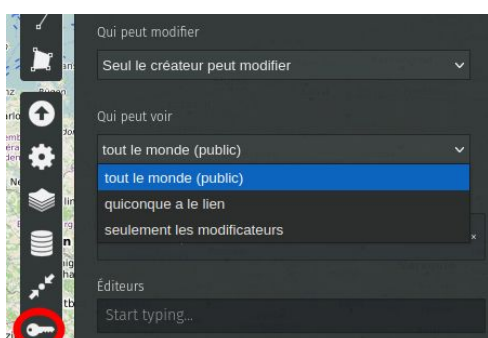 Qui peut modifier
Seul le créateur peut modifier
Qui peut voir
tout le monde (public)
tout le monde (public)
quiconque a le lien
seulement les modificateurs
×
Éditeurs
Start typing...